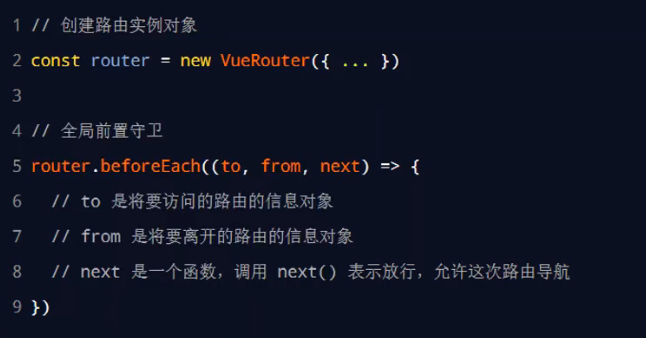 1 // 创建路由实例对象
2 const router = new VueRouter({ ... })
3
4 // 全局前置守卫
5 router.beforeEach((to, from, next) => {
6   // to 是将要访问的路由的信息对象
7   // from 是将要离开的路由的信息对象
8   // next 是一个函数，调用 next() 表示放行，允许这次路由导航
9 })